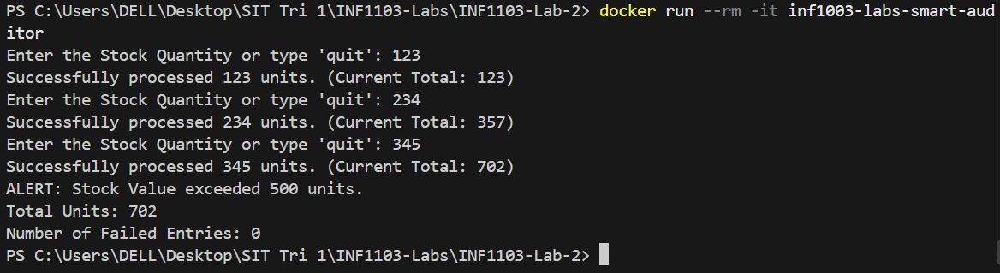 PS C:\Users\DELL\Desktop\SIT Tri 1\INF1103-Labs\INF1103-Lab-2> docker run --rm -it inf1003-labs-smart-aud
itor
Enter the Stock Quantity or type 'quit': 123
Successfully processed 123 units. (Current Total: 123)
Enter the Stock Quantity or type 'quit': 234
Successfully processed 234 units. (Current Total: 357)
Enter the Stock Quantity or type 'quit': 345
Successfully processed 345 units. (Current Total: 702)
ALERT: Stock Value exceeded 500 units.
Total Units: 702
Number of Failed Entries: 0
PS C:\Users\DELL\Desktop\SIT Tri 1\INF1103-Labs\INF1103-Lab-2>